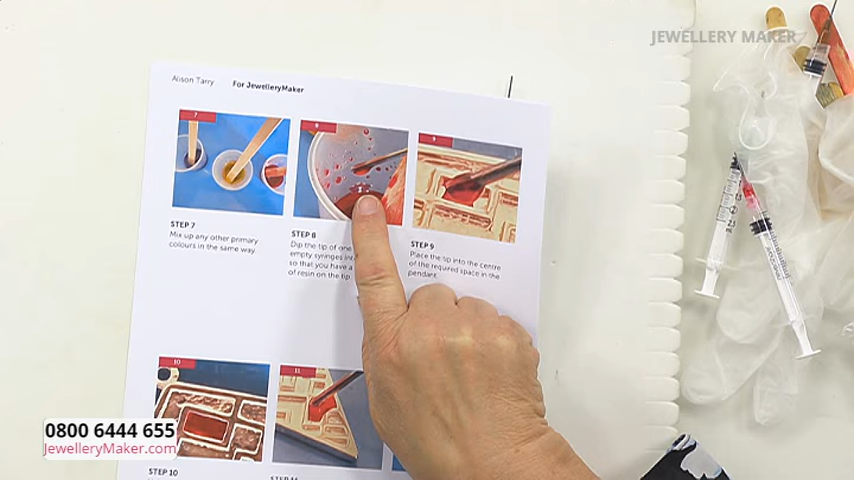 JEWELLERY MAKER
Alison Tarry For JewelleryMaker
7
8
9
STEP 7
Mix up any other primary
colours in the same way.
STEP 8
Dip the tip of one
empty syringes
so that you have a
of resin on the tip
STEP 9
Place the tip into the centre
of the required space in the
pendant.
10
11
STEP 10
0800 6444 655
JewelleryMaker.com